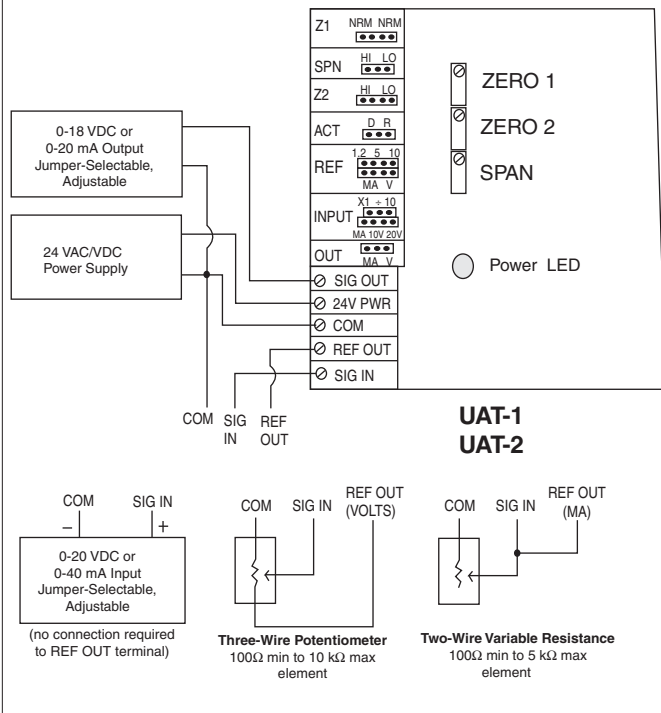 Z1 NRM NRM
SPN HI LO
Z2 HI LO
ACT D R
REF 1,2 5 10
MA V
INPUT X1 ÷ 10
MA 10V 20V
OUT MA V
SIG OUT
24V PWR
COM
REF OUT
SIG IN
ZERO 1
ZERO 2
SPAN
Power LED
0-18 VDC or
0-20 mA Output
Jumper-Selectable,
Adjustable
24 VAC/VDC
Power Supply
COM
SIG
IN
REF
OUT
UAT-1
UAT-2
COM SIG IN
– +
0-20 VDC or
0-40 mA Input
Jumper-Selectable,
Adjustable
(no connection required
to REF OUT terminal)
COM SIG IN REF OUT
(VOLTS)
Three-Wire Potentiometer
100Ω min to 10 kΩ max
element
COM SIG IN REF OUT
(MA)
Two-Wire Variable Resistance
100Ω min to 5 kΩ max
element